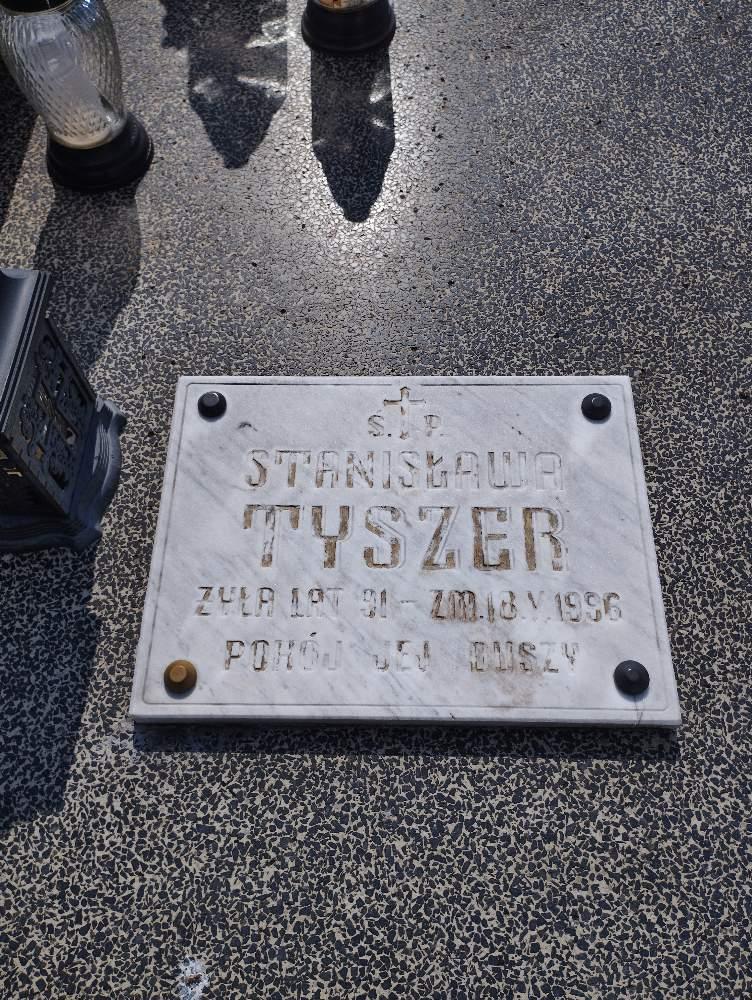 Ś. P.
STANISŁAWA
TYSZER
ŻYŁA LAT 91 - ZM. 18.V.1996
POKÓJ JEJ DUSZY